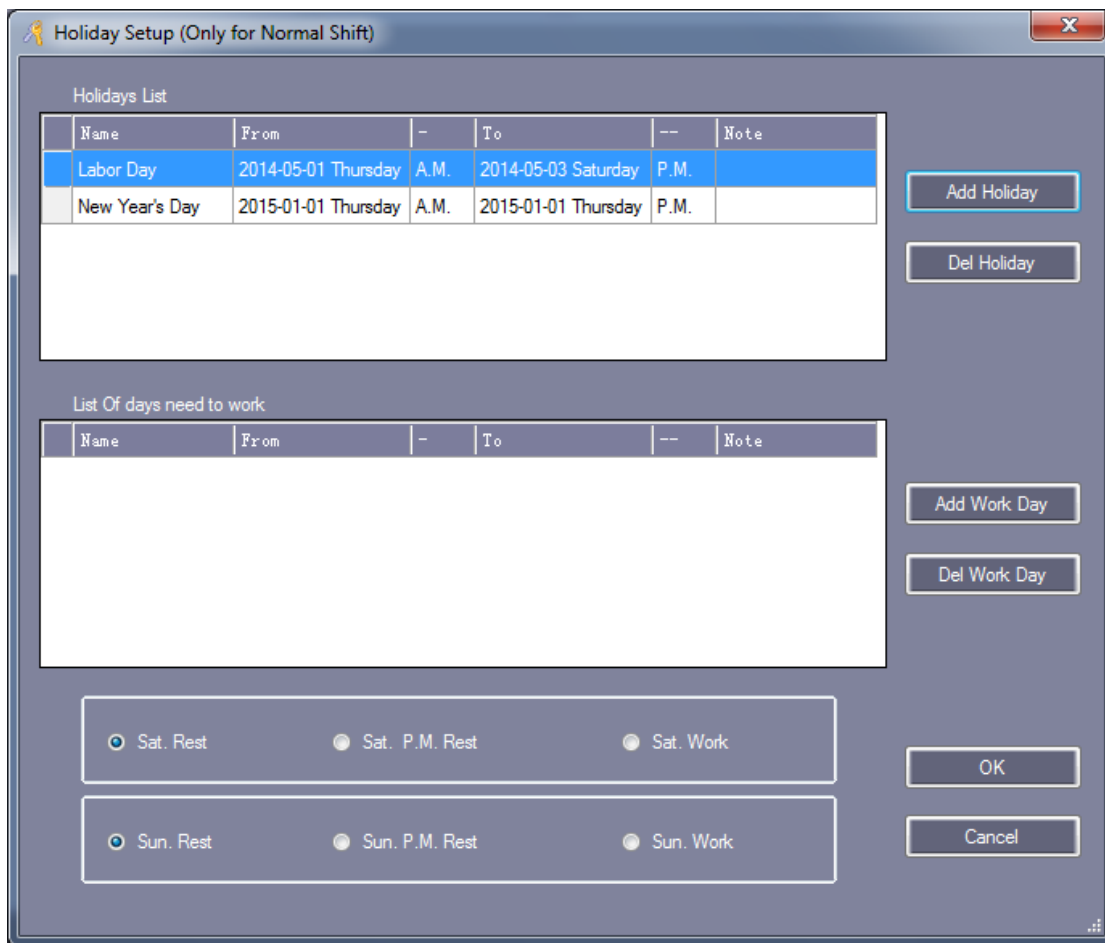 Holiday Setup (Only for Normal Shift)
Holidays List
Name From - To -- Note
Labor Day 2014-05-01 Thursday A.M. 2014-05-03 Saturday P.M.
New Year's Day 2015-01-01 Thursday A.M. 2015-01-01 Thursday P.M.
Add Holiday
Del Holiday
List Of days need to work
Name From - To -- Note
Add Work Day
Del Work Day
Sat. Rest Sat. P.M. Rest Sat. Work
OK
Sun. Rest Sun. P.M. Rest Sun. Work
Cancel